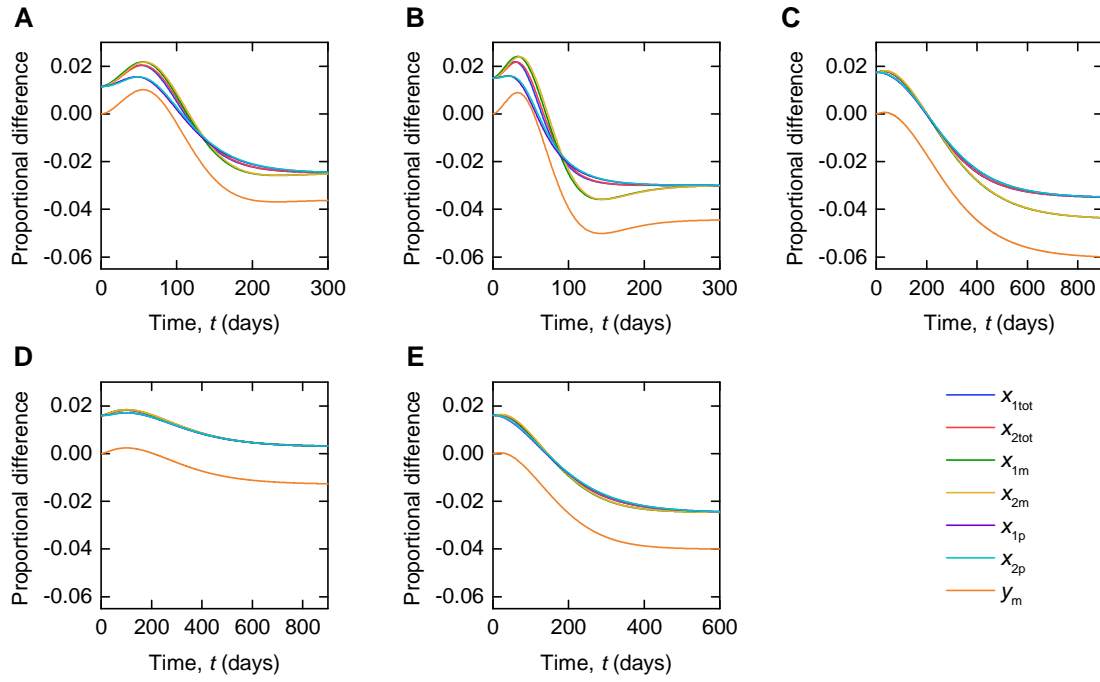 A
Proportional difference
0.02
0.00
-0.02
-0.04
-0.06
0 100 200 300
Time, t (days)
B
Proportional difference
0.02
0.00
-0.02
-0.04
-0.06
0 100 200 300
Time, t (days)
C
Proportional difference
0.02
0.00
-0.02
-0.04
-0.06
0 200 400 600 800
Time, t (days)
D
Proportional difference
0.02
0.00
-0.02
-0.04
-0.06
0 200 400 600 800
Time, t (days)
E
Proportional difference
0.02
0.00
-0.02
-0.04
-0.06
0 200 400 600
Time, t (days)
x1tot
x2tot
x1m
x2m
x1p
x2p
ym